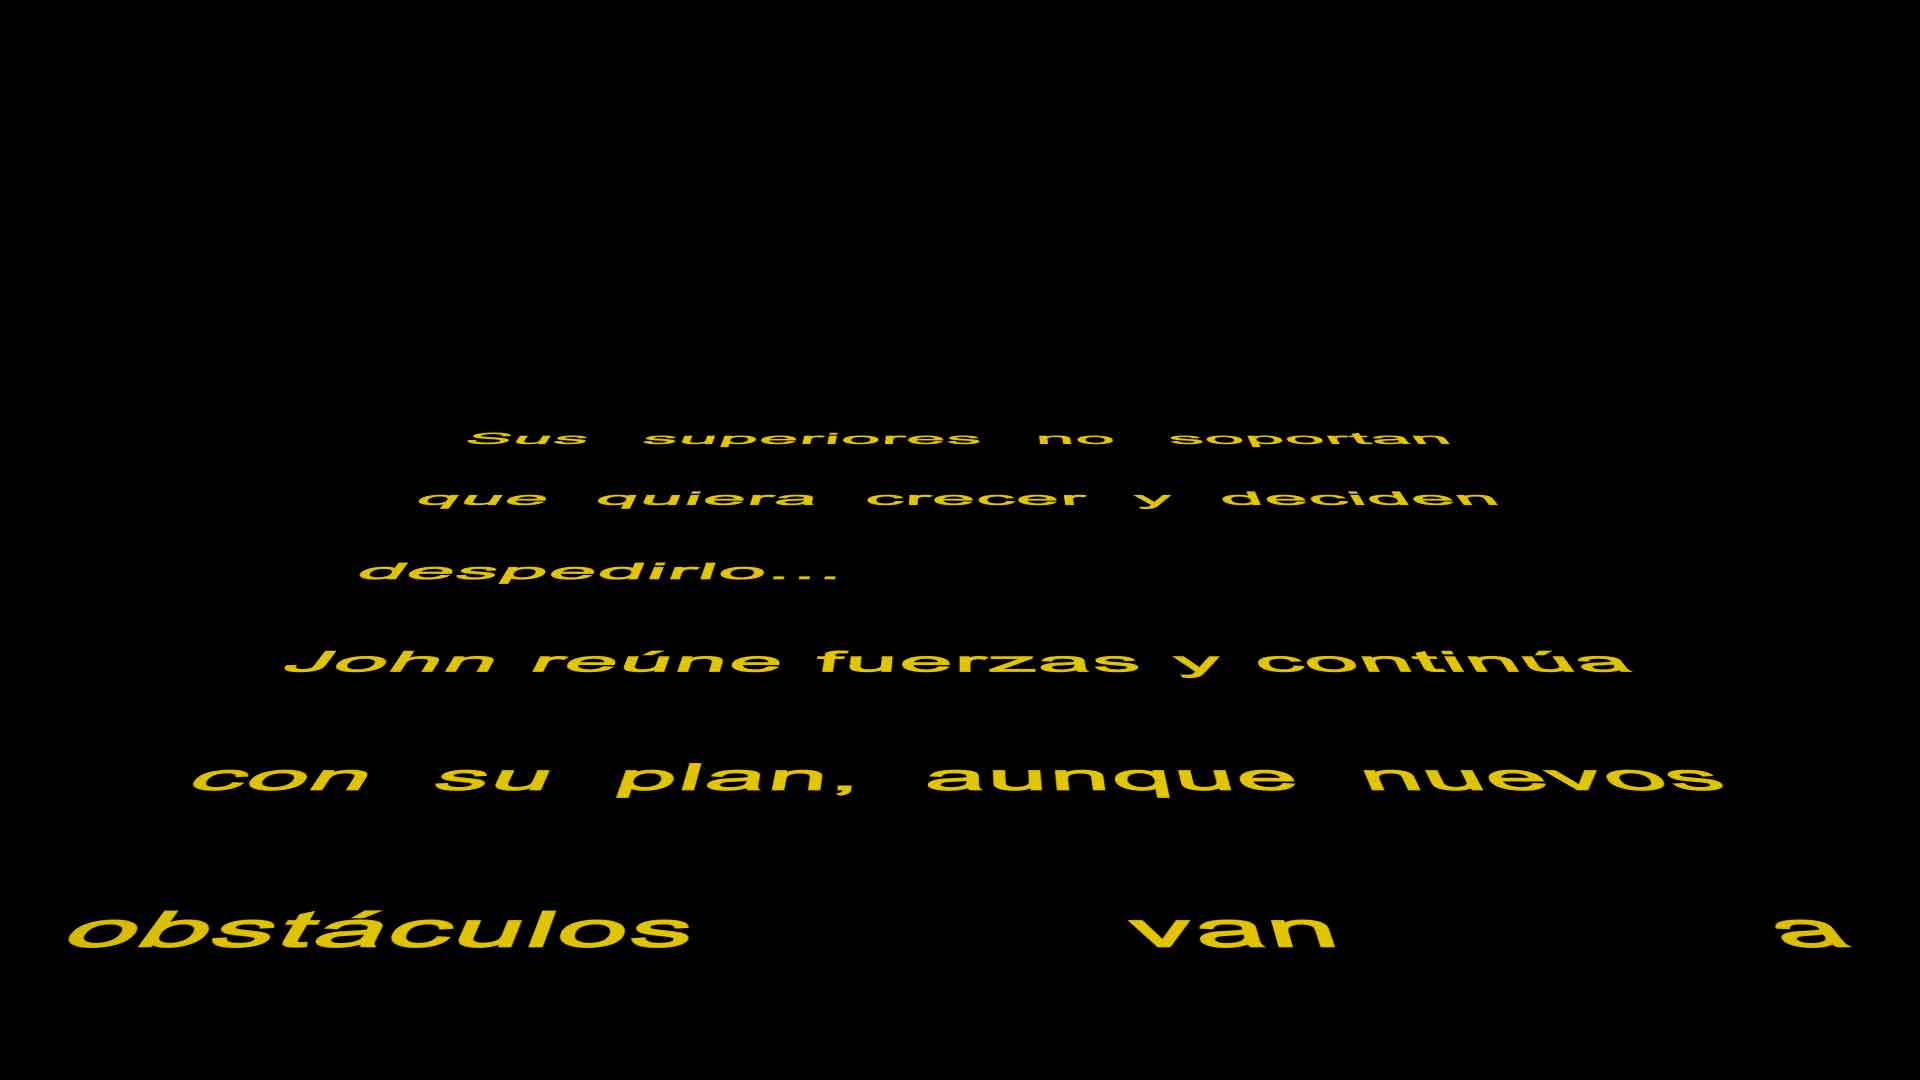 Sus superiores no soportan
que quiera crecer y deciden
despedirlo...
John reúne fuerzas y continúa
con su plan, aunque nuevos
obstáculos van a